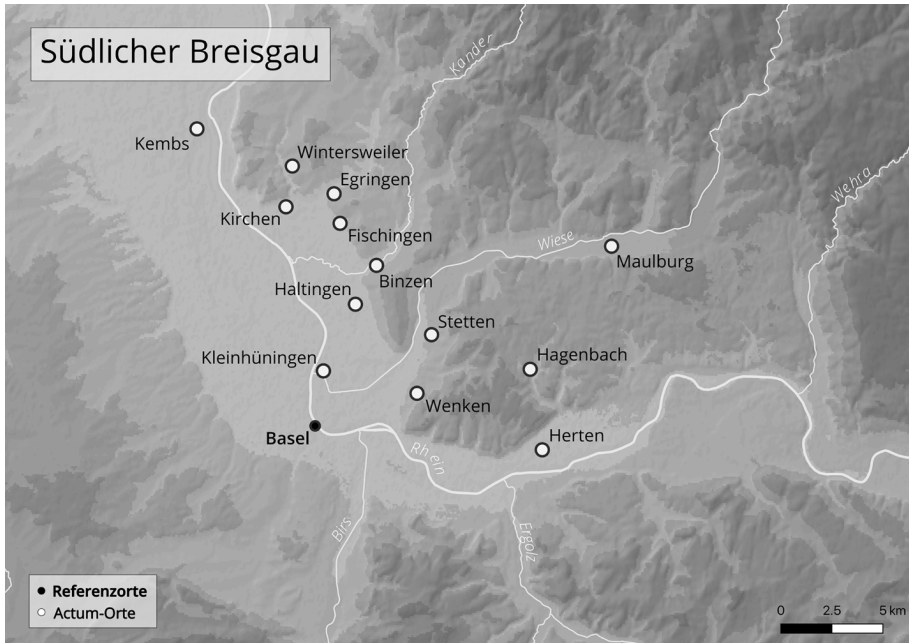 Südlicher Breisgau
Kander
Kembs
Wintersweiler
Egringen
Wehra
Kirchen
Fischingen
Wiese
Maulburg
Binzen
Haltingen
Stetten
Kleinhüningen
Hagenbach
Wenken
Basel
Herten
Rhein
Birs
Ergolz
Referenzorte
Actum-Orte
0 2.5 5 km